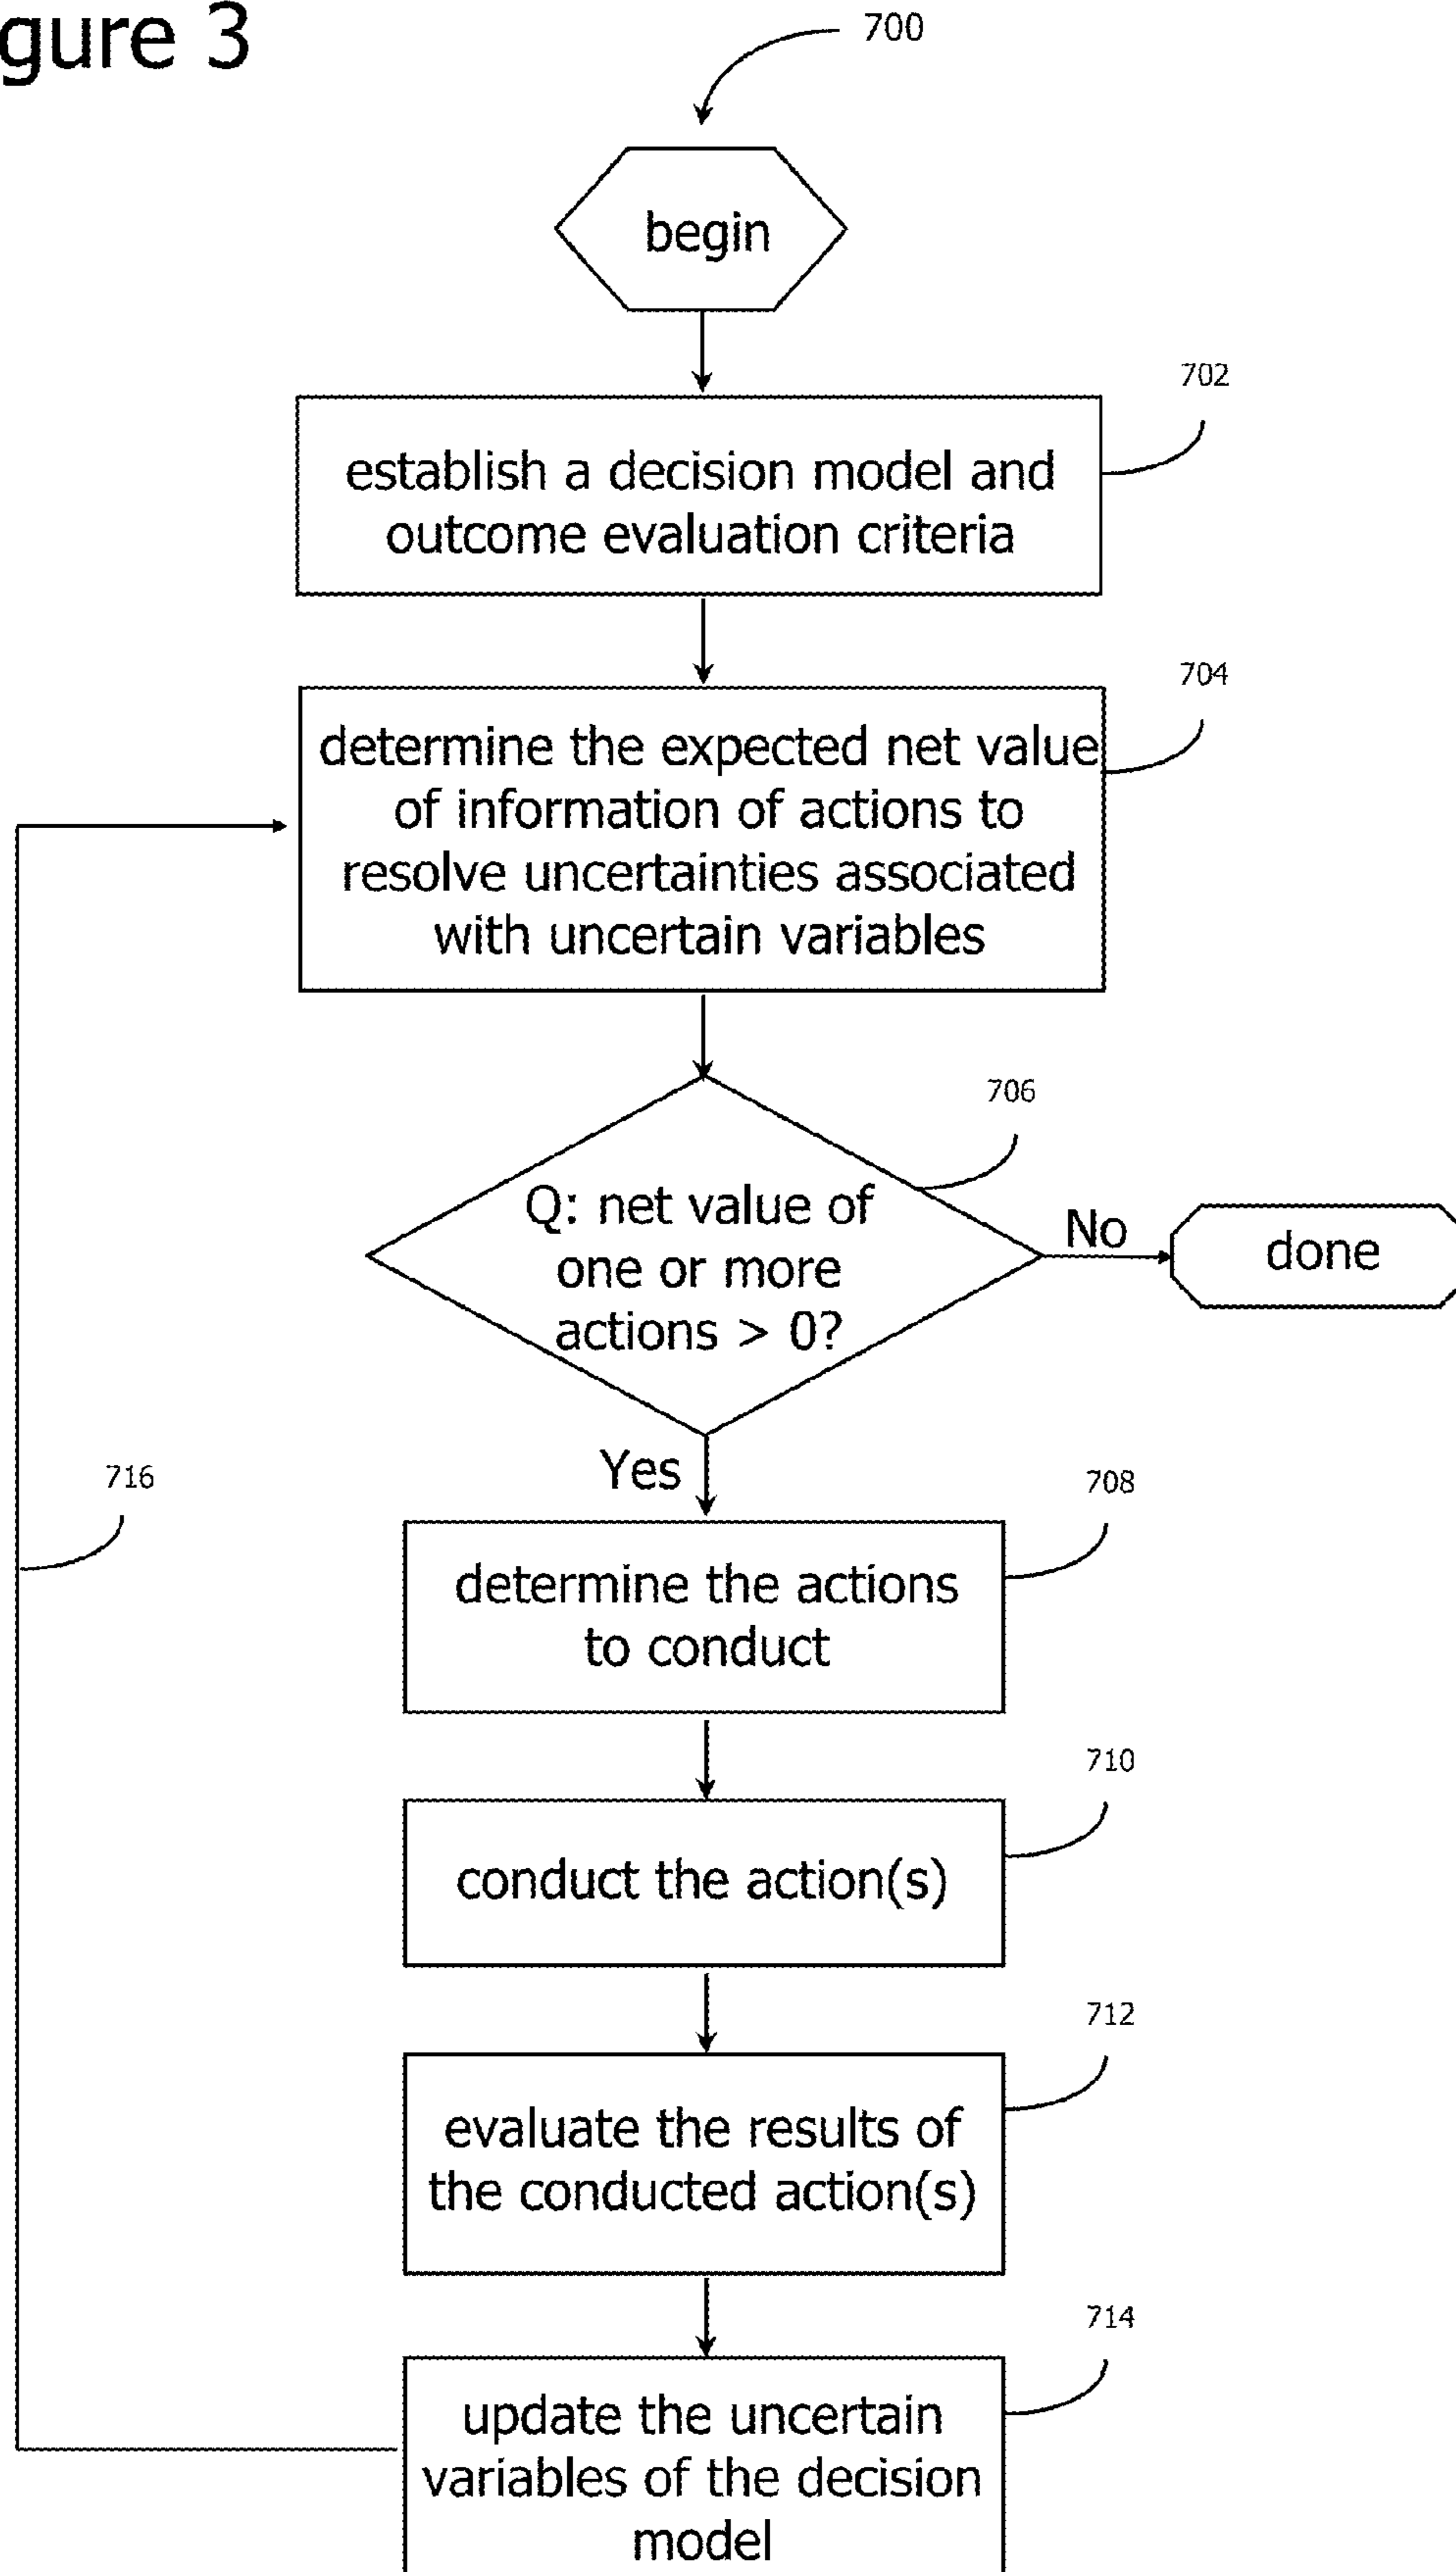 gure 3
700
begin
702
establish a decision model and
outcome evaluation criteria
704
determine the expected net value
of information of actions to
resolve uncertainties associated
with uncertain variables
706
Q: net value of
one or more
actions > 0?
No
done
Yes
716
708
determine the actions
to conduct
710
conduct the action(s)
712
evaluate the results of
the conducted action(s)
714
update the uncertain
variables of the decision
model